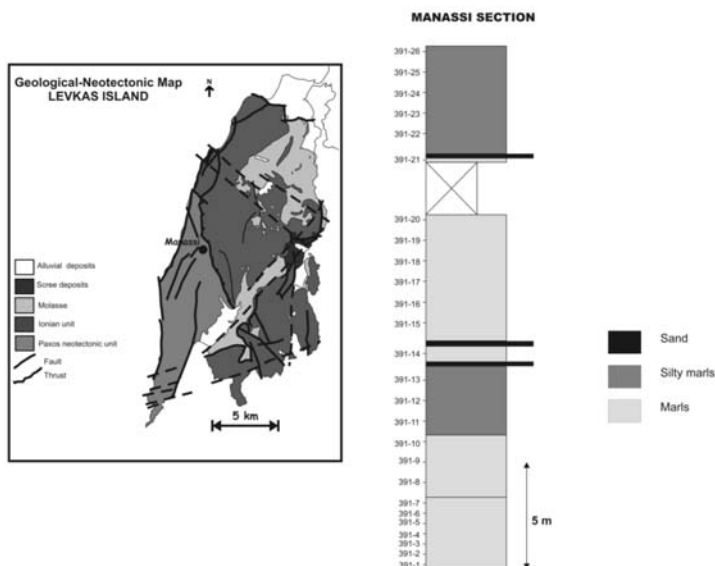 MANASSI SECTION
Geological-Neotectonic Map
LEVKAS ISLAND
N
Manassi
Alluvial deposits
Scree deposits
Molasse
Ionian unit
Paxos neotectonic unit
Fault
Thrust
5 km
391-26
391-25
391-24
391-23
391-22
391-21
391-20
391-19
391-18
391-17
391-16
391-15
391-14
391-13
391-12
391-11
391-10
391-9
391-8
391-7
391-6
391-5
391-4
391-3
391-2
391-1
5 m
Sand
Silty marls
Marls